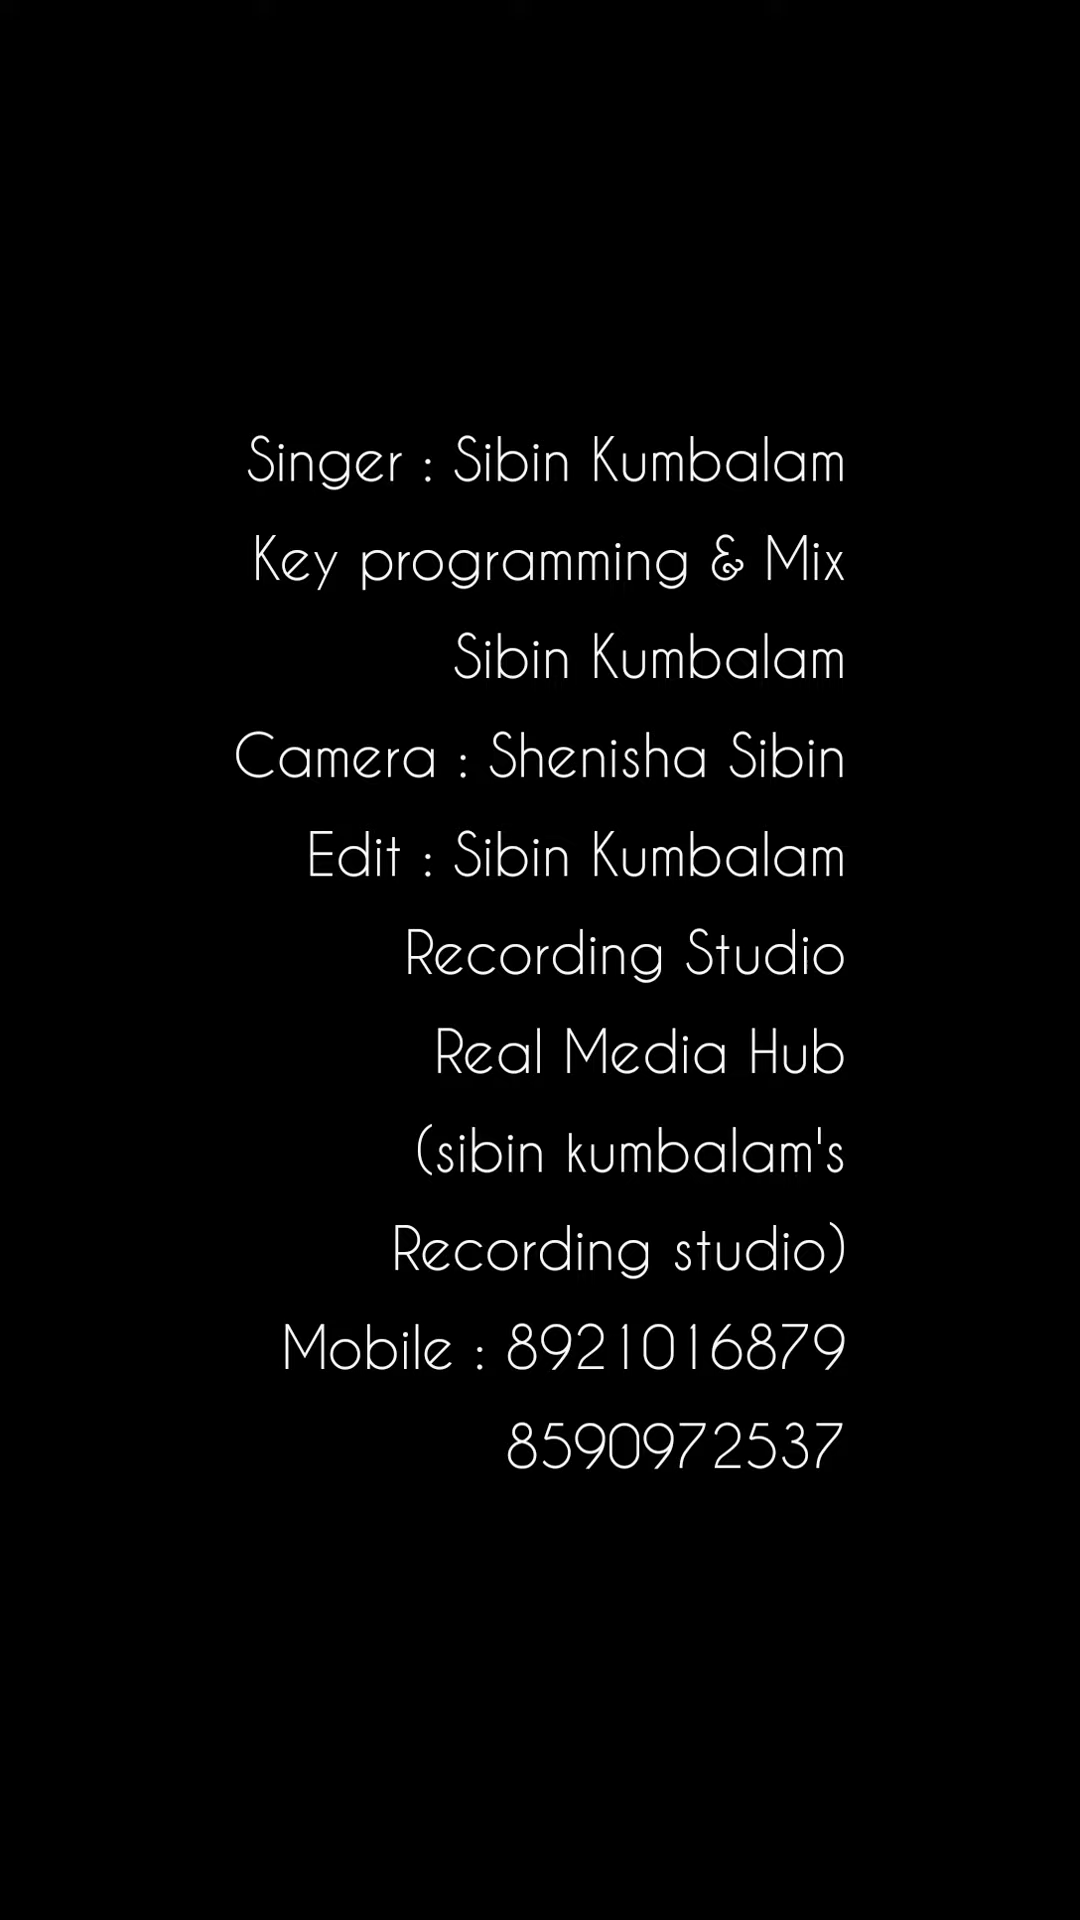 Singer : Sibin Kumbalam
Key programming & Mix
Sibin Kumbalam
Camera : Shenisha Sibin
Edit : Sibin Kumbalam
Recording Studio
Real Media Hub
(sibin kumbalam's
Recording studio)
Mobile : 8921016879
8590972537